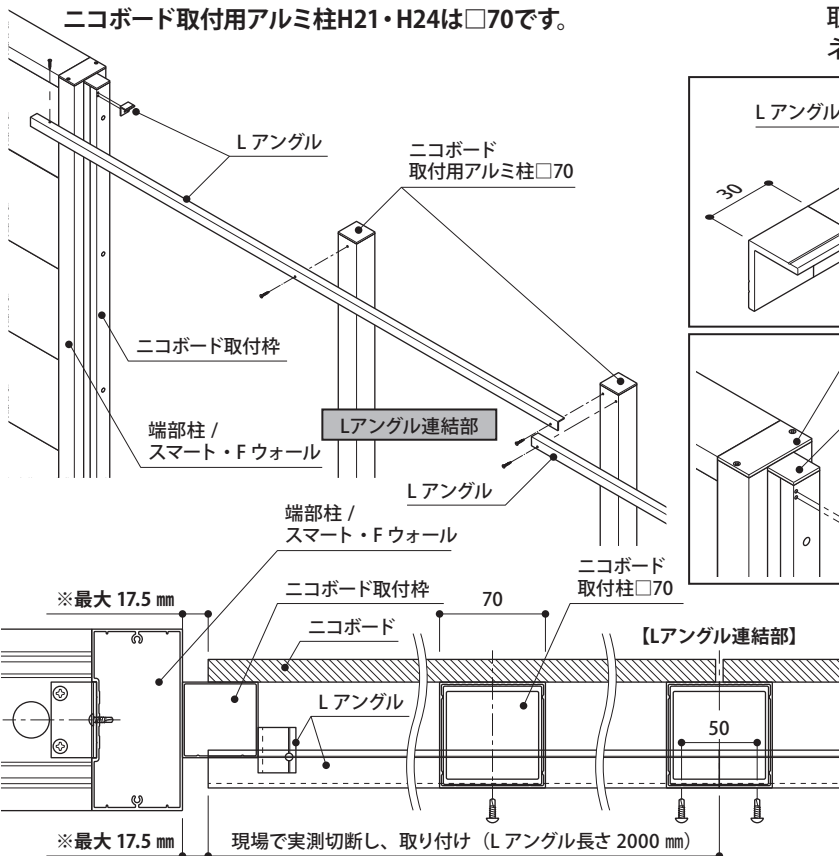 ニコボード取付用アルミ柱H21・H24は□70です。
取
L アングル
L アングル
30
ニコボード
取付用アルミ柱□70
ニコボード取付枠
端部柱 /
スマート・F ウォール
Lアングル連結部
L アングル
端部柱 /
スマート・F ウォール
ニコボード
取付柱□70
※最大 17.5 ㎜
ニコボード取付枠
70
ニコボード
【Lアングル連結部】
L アングル
50
※最大 17.5 ㎜
現場で実測切断し、取り付け（L アングル長さ 2000 ㎜）